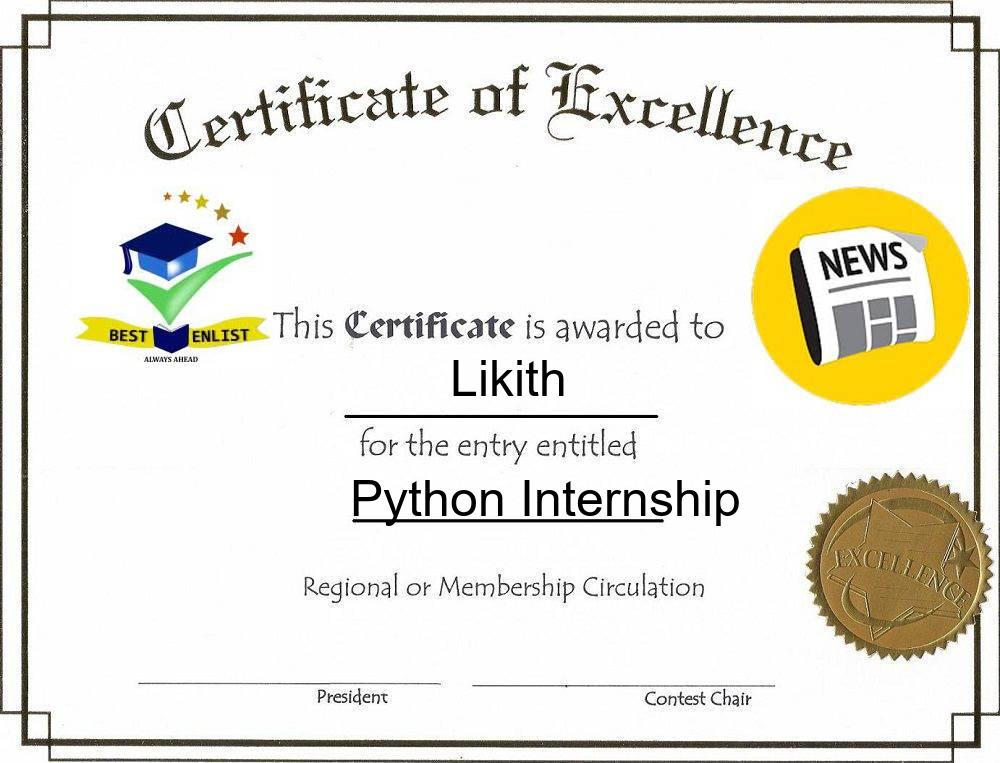 Certificate of Excellence
NEWS
BEST ENLIST
ALWAYS AHEAD
This Certificate is awarded to
Likith
for the entry entitled
Python Internship
EXCELLENCE
Regional or Membership Circulation
President
Contest Chair